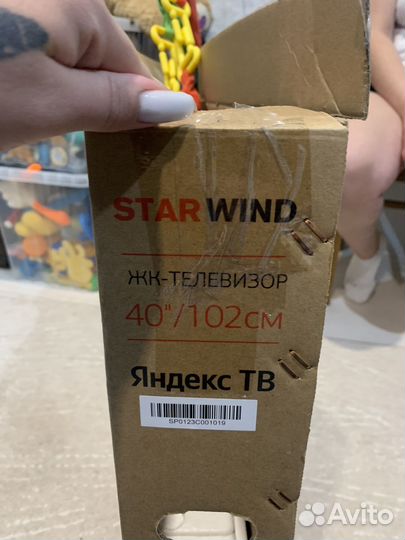 STARWIND
ЖК-ТЕЛЕВИЗОР
40"/102см
Яндекс ТВ
SP0123C001019
Avito